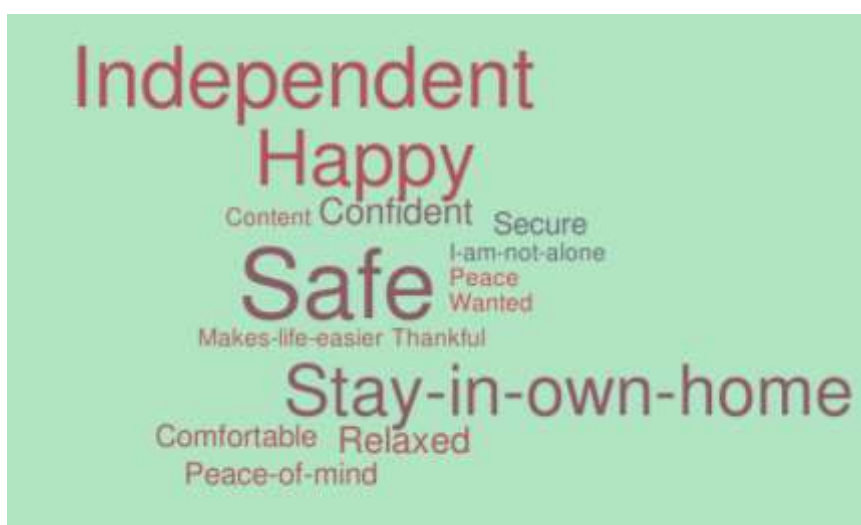 Independent
Happy
Content Confident Secure
I-am-not-alone
Safe Peace
Wanted
Makes-life-easier Thankful
Stay-in-own-home
Comfortable Relaxed
Peace-of-mind